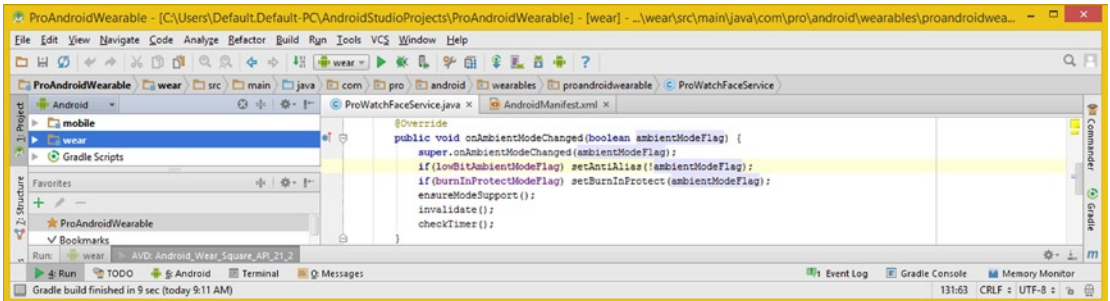 ProAndroidWearable - [C:\Users\Default.Default-PC\AndroidStudioProjects\ProAndroidWearable] - [wear] - ...\wear\src\main\java\com\pro\android\wearables\proandroidwea...
File Edit View Navigate Code Analyze Refactor Build Run Tools VCS Window Help
wear
ProAndroidWearable wear src main java com pro android wearables proandroidwearable ProWatchFaceService
1: Project
Android
ProWatchFaceService.java
AndroidManifest.xml
mobile
wear
Gradle Scripts
@Override
public void onAmbientModeChanged(boolean ambientModeFlag) {
super.onAmbientModeChanged(ambientModeFlag);
if(lowBitAmbientModeFlag) setAntiAlias(!ambientModeFlag);
if(burnInProtectModeFlag) setBurnInProtect(ambientModeFlag);
ensureModeSupport();
invalidate();
checkTimer();
}
Commander
Gradle
7: Structure
Favorites
ProAndroidWearable
Bookmarks
Run: wear AVD: Android_Wear_Square_API_21_2
4: Run TODO 6: Android Terminal 0: Messages
1 Event Log Gradle Console Memory Monitor
Gradle build finished in 9 sec (today 9:11 AM)
131:63 CRLF UTF-8